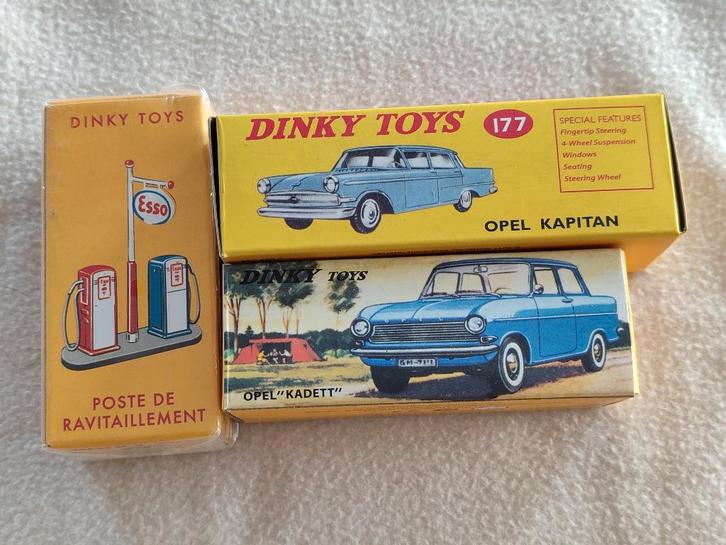 DINKY TOYS
Esso
POSTE DE
RAVITAILLEMENT
DINKY TOYS 177
SPECIAL FEATURES
Fingertip Steering
4-Wheel Suspension
Windows
Seating
Steering Wheel
OPEL KAPITAN
DINKY TOYS
OPEL "KADETT"